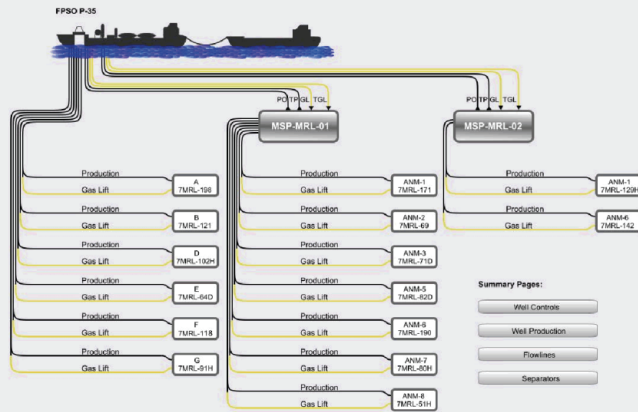 FPSO P-35
PO TP GL TGL
PO TP GL TGL
MSP-MRL-01
MSP-MRL-02
Production
Gas Lift
A
7MRL-198
Production
Gas Lift
B
7MRL-121
Production
Gas Lift
D
7MRL-102H
Production
Gas Lift
E
7MRL-64D
Production
Gas Lift
F
7MRL-118
Production
Gas Lift
G
7MRL-91H
Production
Gas Lift
ANM-1
7MRL-171
Production
Gas Lift
ANM-2
7MRL-69
Production
Gas Lift
ANM-3
7MRL-71D
Production
Gas Lift
ANM-5
7MRL-82D
Production
Gas Lift
ANM-6
7MRL-190
Production
Gas Lift
ANM-7
7MRL-60H
Production
Gas Lift
ANM-8
7MRL-51H
Production
Gas Lift
ANM-1
7MRL-129H
Production
Gas Lift
ANM-6
7MRL-142
Summary Pages:
Well Controls
Well Production
Flowlines
Separators